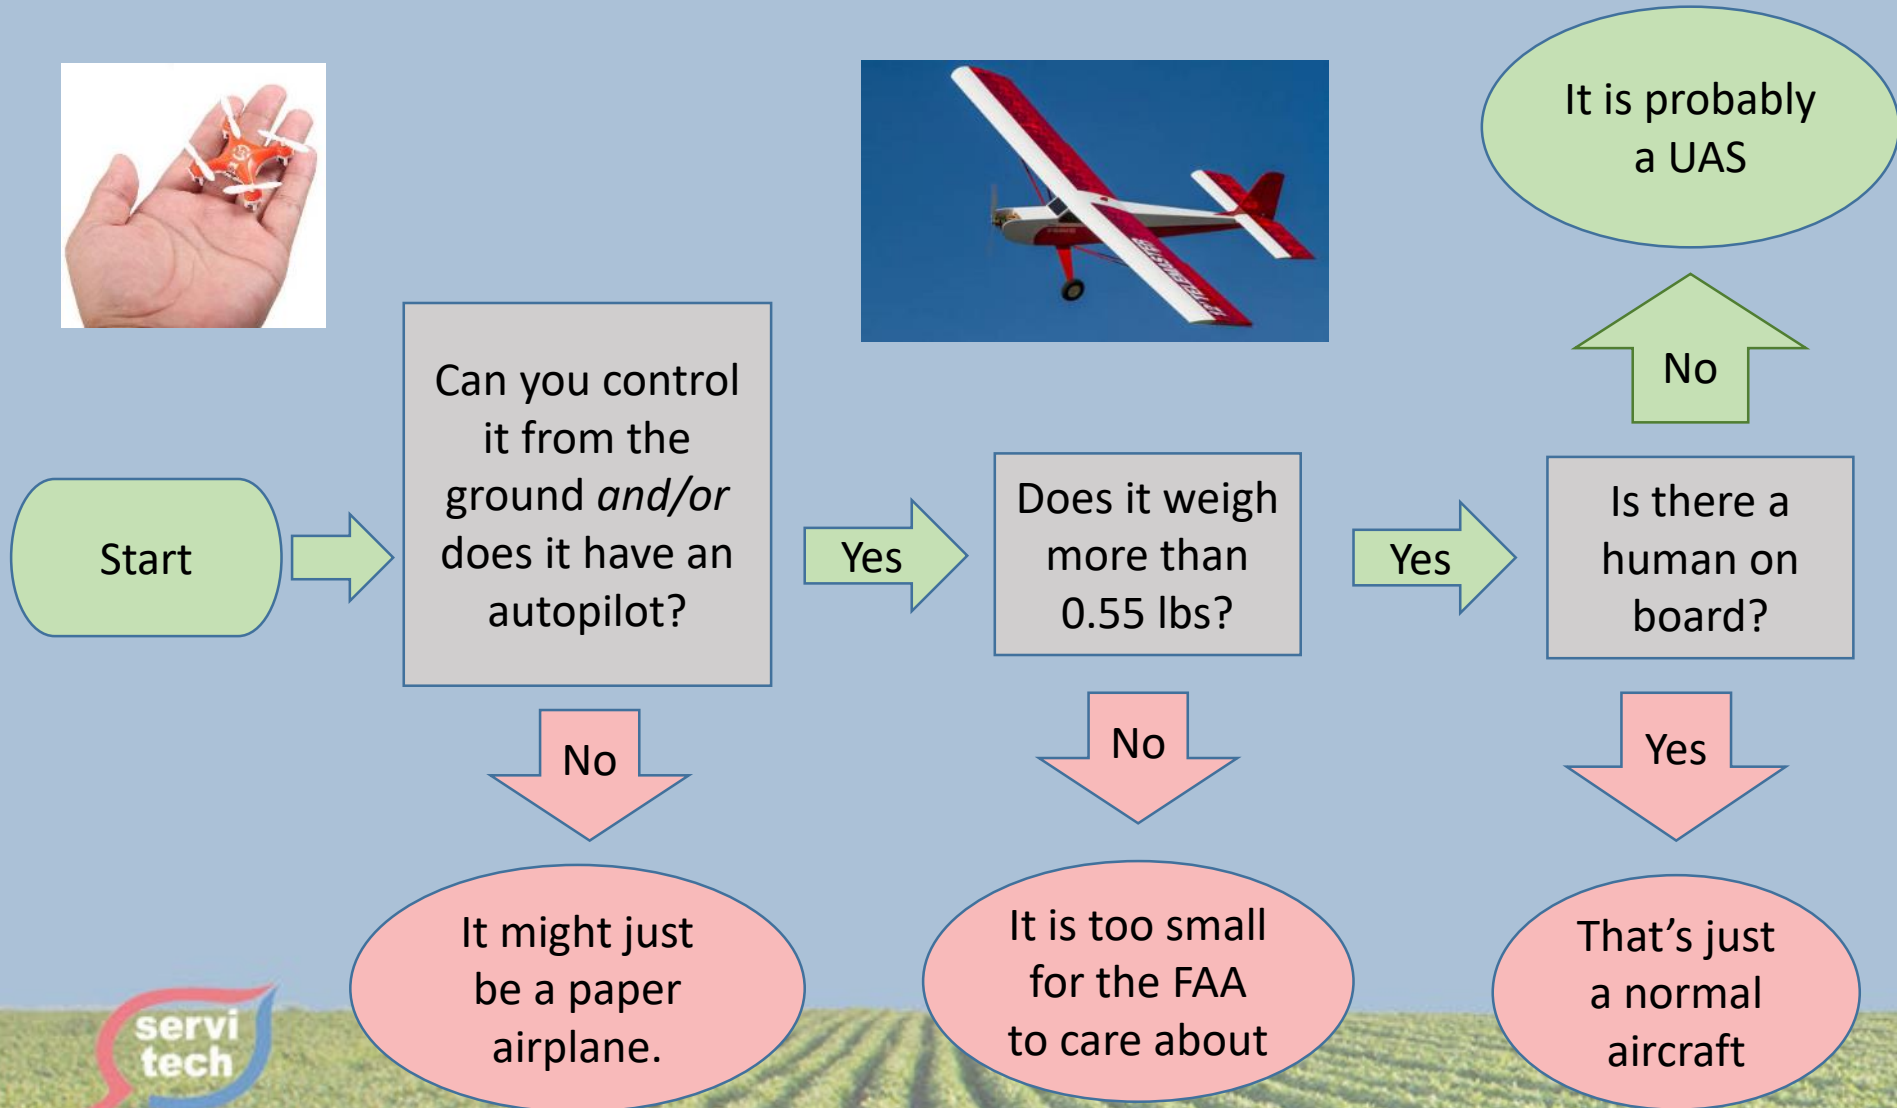 Start
Can you control
it from the
ground and/or
does it have an
autopilot?
Yes
Does it weigh
more than
0.55 lbs?
Yes
Is there a
human on
board?
No
It is probably
a UAS
No
It might just
be a paper
airplane.
No
It is too small
for the FAA
to care about
Yes
That’s just
a normal
aircraft
servi
tech